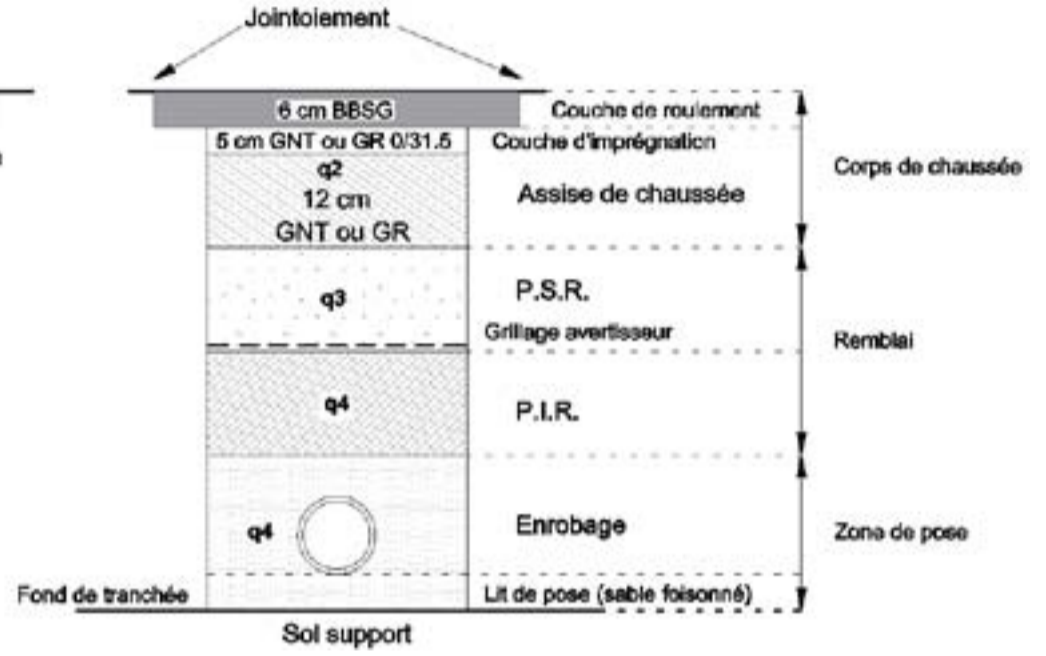 Jointoiement
6 cm BBSG
Couche de roulement
5 cm GNT ou GR 0/31.5
Couche d'imprégnation
Corps de chaussée
q2
12 cm
GNT ou GR
Assise de chaussée
q3
P.S.R.
Grillage avertisseur
Remblai
q4
P.I.R.
q4
Enrobage
Zone de pose
Fond de tranchée
Lit de pose (sable foisonné)
Sol support